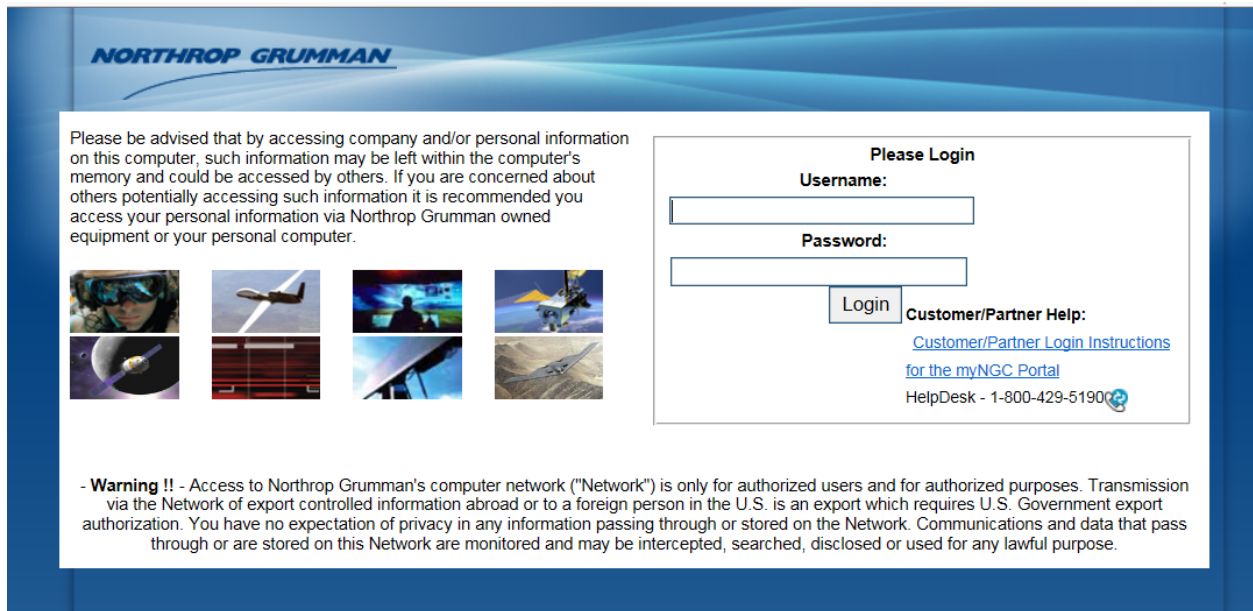 NORTHROP GRUMMAN
Please be advised that by accessing company and/or personal information
on this computer, such information may be left within the computer's
memory and could be accessed by others. If you are concerned about
others potentially accessing such information it is recommended you
access your personal information via Northrop Grumman owned
equipment or your personal computer.
Please Login
Username:
Password:
Login
Customer/Partner Help:
Customer/Partner Login Instructions
for the myNGC Portal
HelpDesk - 1-800-429-5190
- Warning !! - Access to Northrop Grumman's computer network ("Network") is only for authorized users and for authorized purposes. Transmission
via the Network of export controlled information abroad or to a foreign person in the U.S. is an export which requires U.S. Government export
authorization. You have no expectation of privacy in any information passing through or stored on the Network. Communications and data that pass
through or are stored on this Network are monitored and may be intercepted, searched, disclosed or used for any lawful purpose.